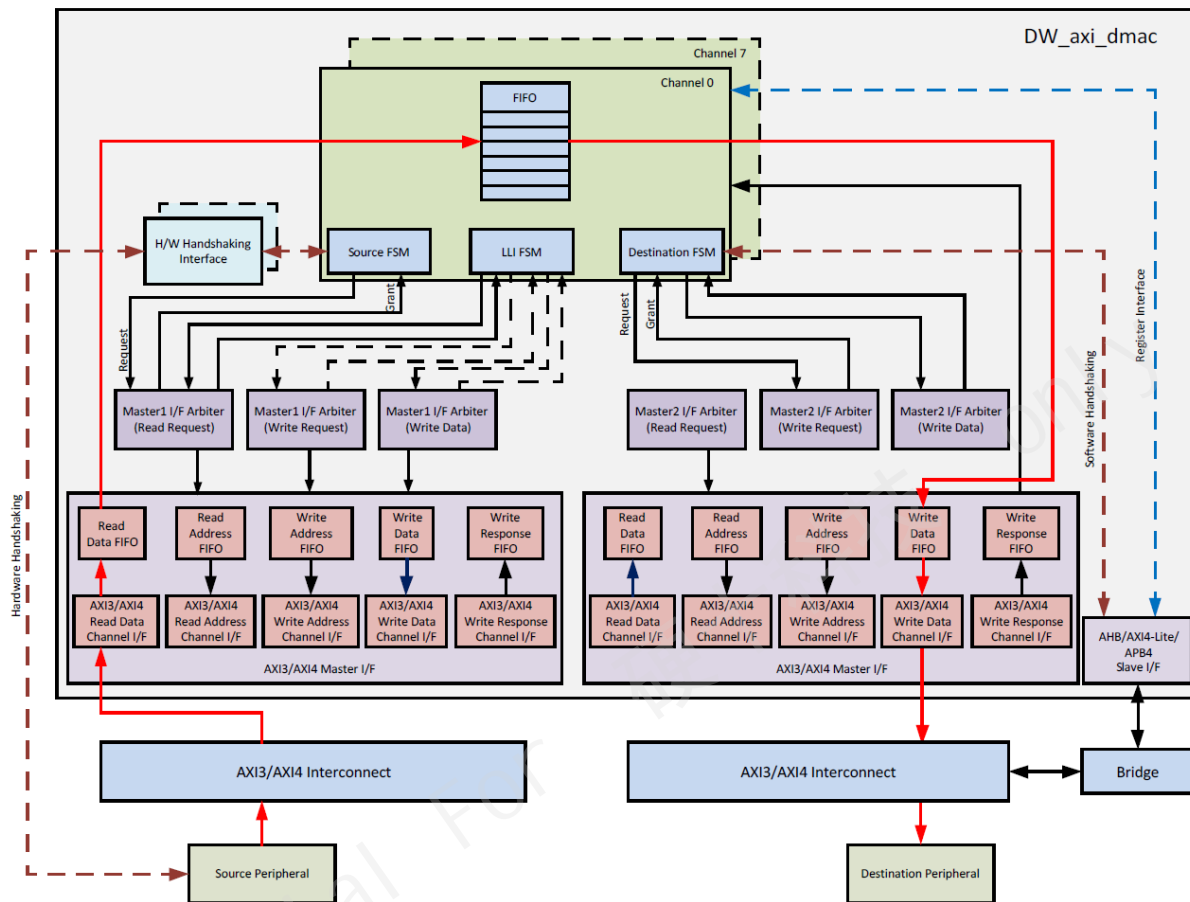 DW_axi_dmac
Channel 7
Channel 0
FIFO
H/W Handshaking
Interface
Source FSM
LLI FSM
Destination FSM
Request
Grant
Request
Grant
Register Interface
Software Handshaking
Hardware Handshaking
Master1 I/F Arbiter
(Read Request)
Master1 I/F Arbiter
(Write Request)
Master1 I/F Arbiter
(Write Data)
Master2 I/F Arbiter
(Read Request)
Master2 I/F Arbiter
(Write Request)
Master2 I/F Arbiter
(Write Data)
Read
Data FIFO
Read
Address
FIFO
Write
Address
FIFO
Write
Data
FIFO
Write
Response
FIFO
Read
Data
FIFO
Read
Address
FIFO
Write
Address
FIFO
Write
Data
FIFO
Write
Response
FIFO
AXI3/AXI4
Read Data
Channel I/F
AXI3/AXI4
Read Address
Channel I/F
AXI3/AXI4
Write Address
Channel I/F
AXI3/AXI4
Write Data
Channel I/F
AXI3/AXI4
Write Response
Channel I/F
AXI3/AXI4
Read Data
Channel I/F
AXI3/AXI4
Read Address
Channel I/F
AXI3/AXI4
Write Address
Channel I/F
AXI3/AXI4
Write Data
Channel I/F
AXI3/AXI4
Write Response
Channel I/F
AXI3/AXI4 Master I/F
AXI3/AXI4 Master I/F
AHB/AXI4-Lite/
APB4
Slave I/F
AXI3/AXI4 Interconnect
AXI3/AXI4 Interconnect
Bridge
Source Peripheral
Destination Peripheral
For
only